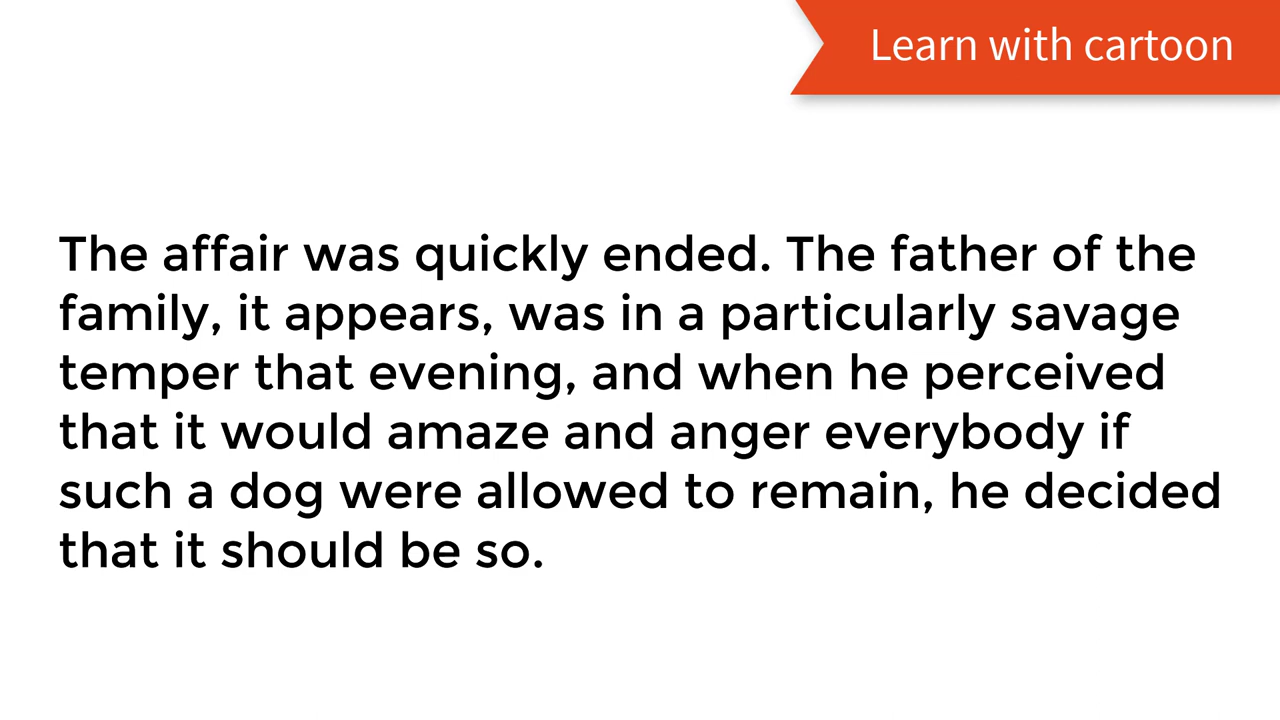 Learn with cartoon
The affair was quickly ended. The father of the
family, it appears, was in a particularly savage
temper that evening, and when he perceived
that it would amaze and anger everybody if
such a dog were allowed to remain, he decided
that it should be so.